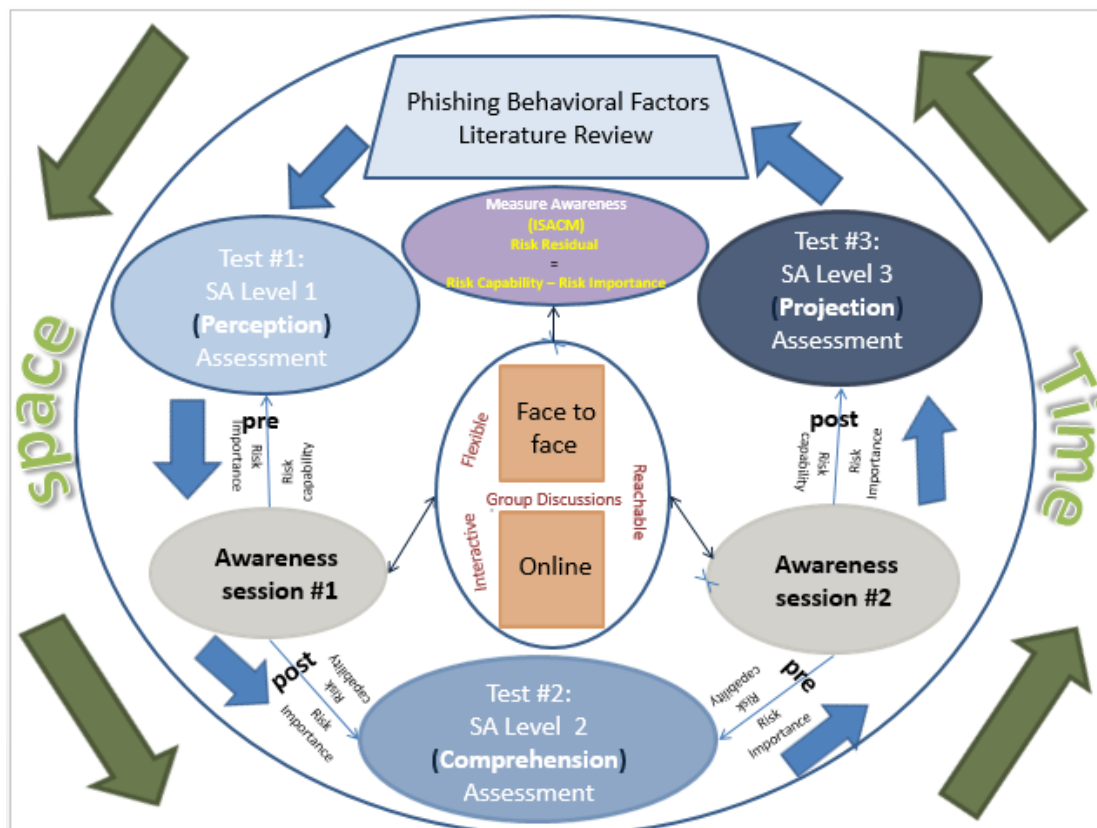 Phishing Behavioral Factors
Literature Review
Measure Awareness
(ISACM)
Risk Residual
=
Risk Capability – Risk Importance
Test #1:
SA Level 1
(Perception)
Assessment
Test #3:
SA Level 3
(Projection)
Assessment
space
Time
pre
Risk
Importance
Risk
capability
post
Risk
capability
Risk
Importance
Face to
face
Flexible
Group Discussions
Reachable
Interactive
Online
Awareness
session #1
Awareness
session #2
post
Risk
capability
Risk
Importance
pre
Risk
capability
Risk
Importance
Test #2:
SA Level 2
(Comprehension)
Assessment